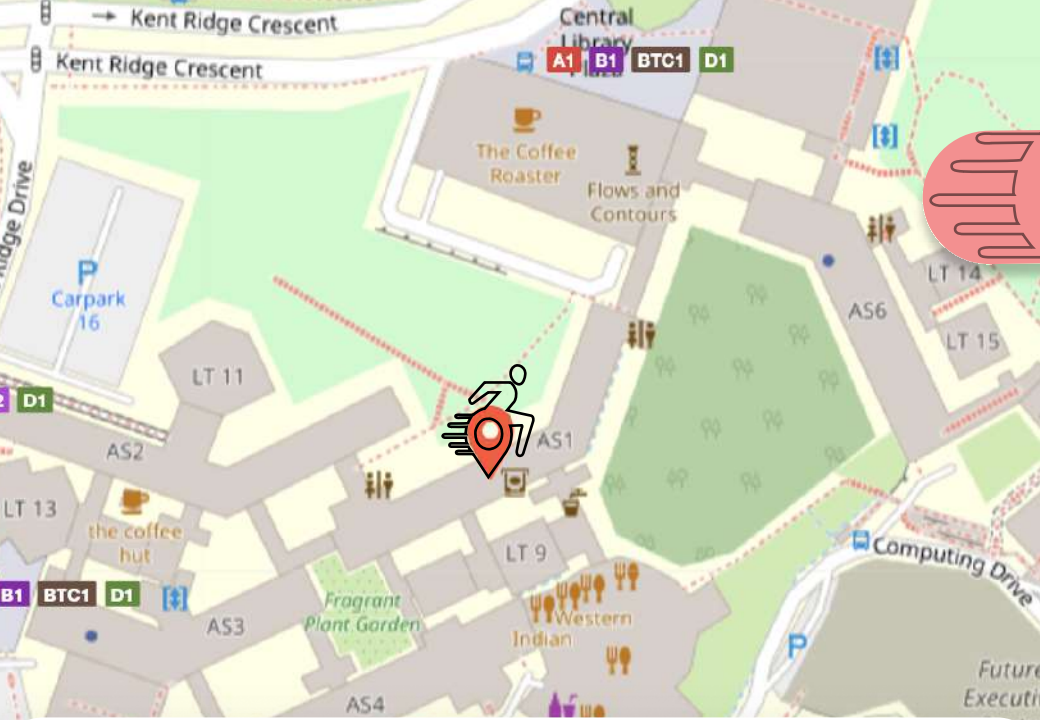 Kent Ridge Crescent
Kent Ridge Crescent
Central
Library
A1 B1 BTC1 D1
The Coffee
Roaster
Flows and
Contours
Drive
P
Carpark
16
LT 14
AS6
LT 15
LT 11
D1
AS2
AS1
LT 13
the coffee
hut
LT 9
Computing Drive
B1 BTC1 D1
Fragrant
Plant Garden
Western
Indian
AS3
P
AS4
Future
Executi